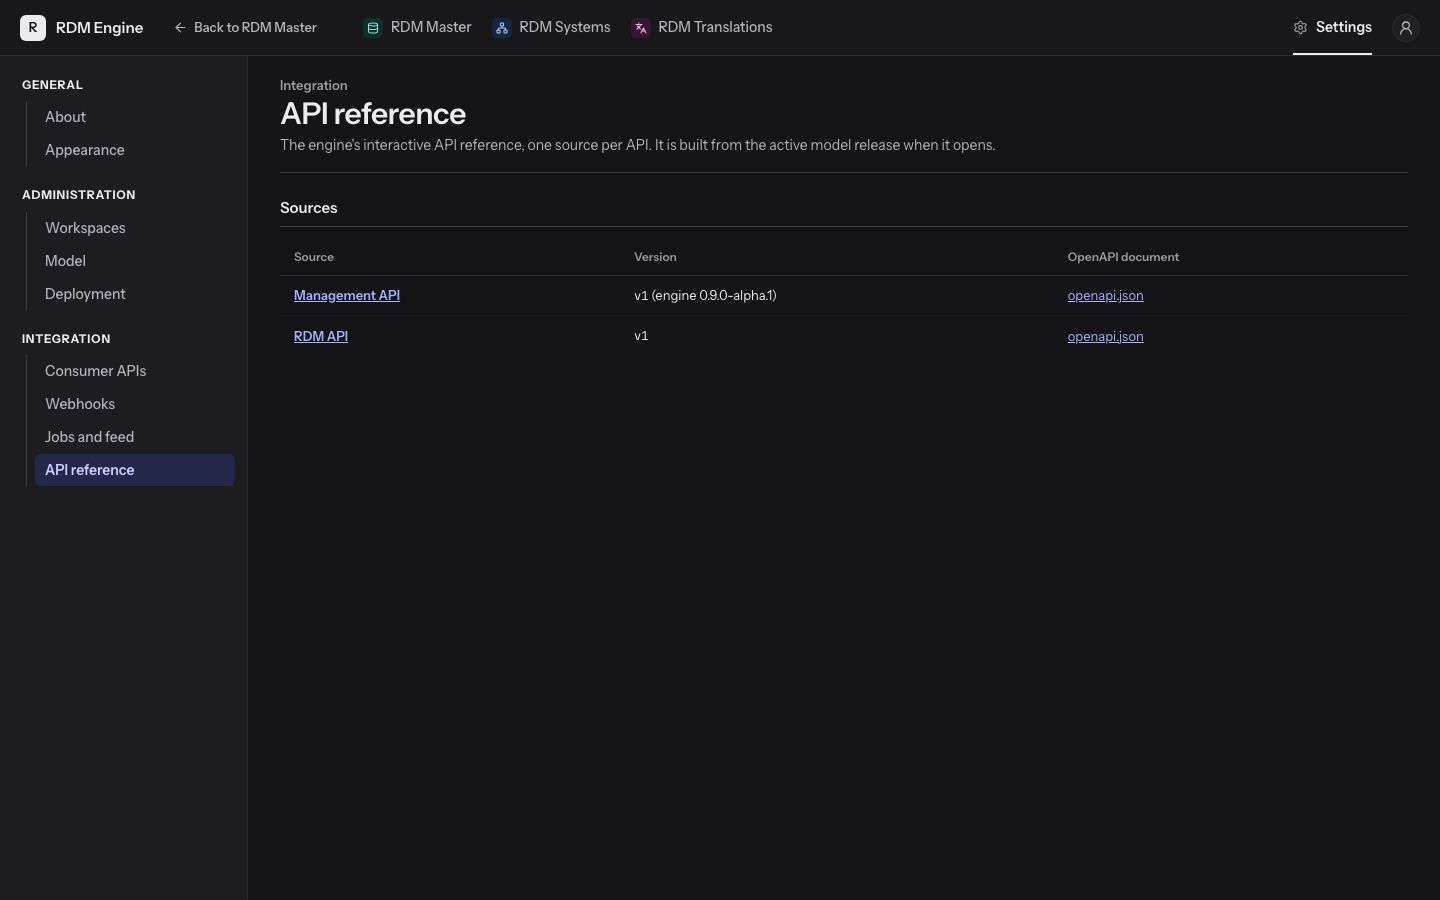 R RDM Engine
Back to RDM Master
RDM Master
RDM Systems
RDM Translations
Settings
GENERAL
About
Appearance
ADMINISTRATION
Workspaces
Model
Deployment
INTEGRATION
Consumer APIs
Webhooks
Jobs and feed
API reference
Integration
API reference
The engine's interactive API reference, one source per API. It is built from the active model release when it opens.
Sources
Source Version OpenAPI document
Management API v1 (engine 0.9.0-alpha.1) openapi.json
RDM API v1 openapi.json